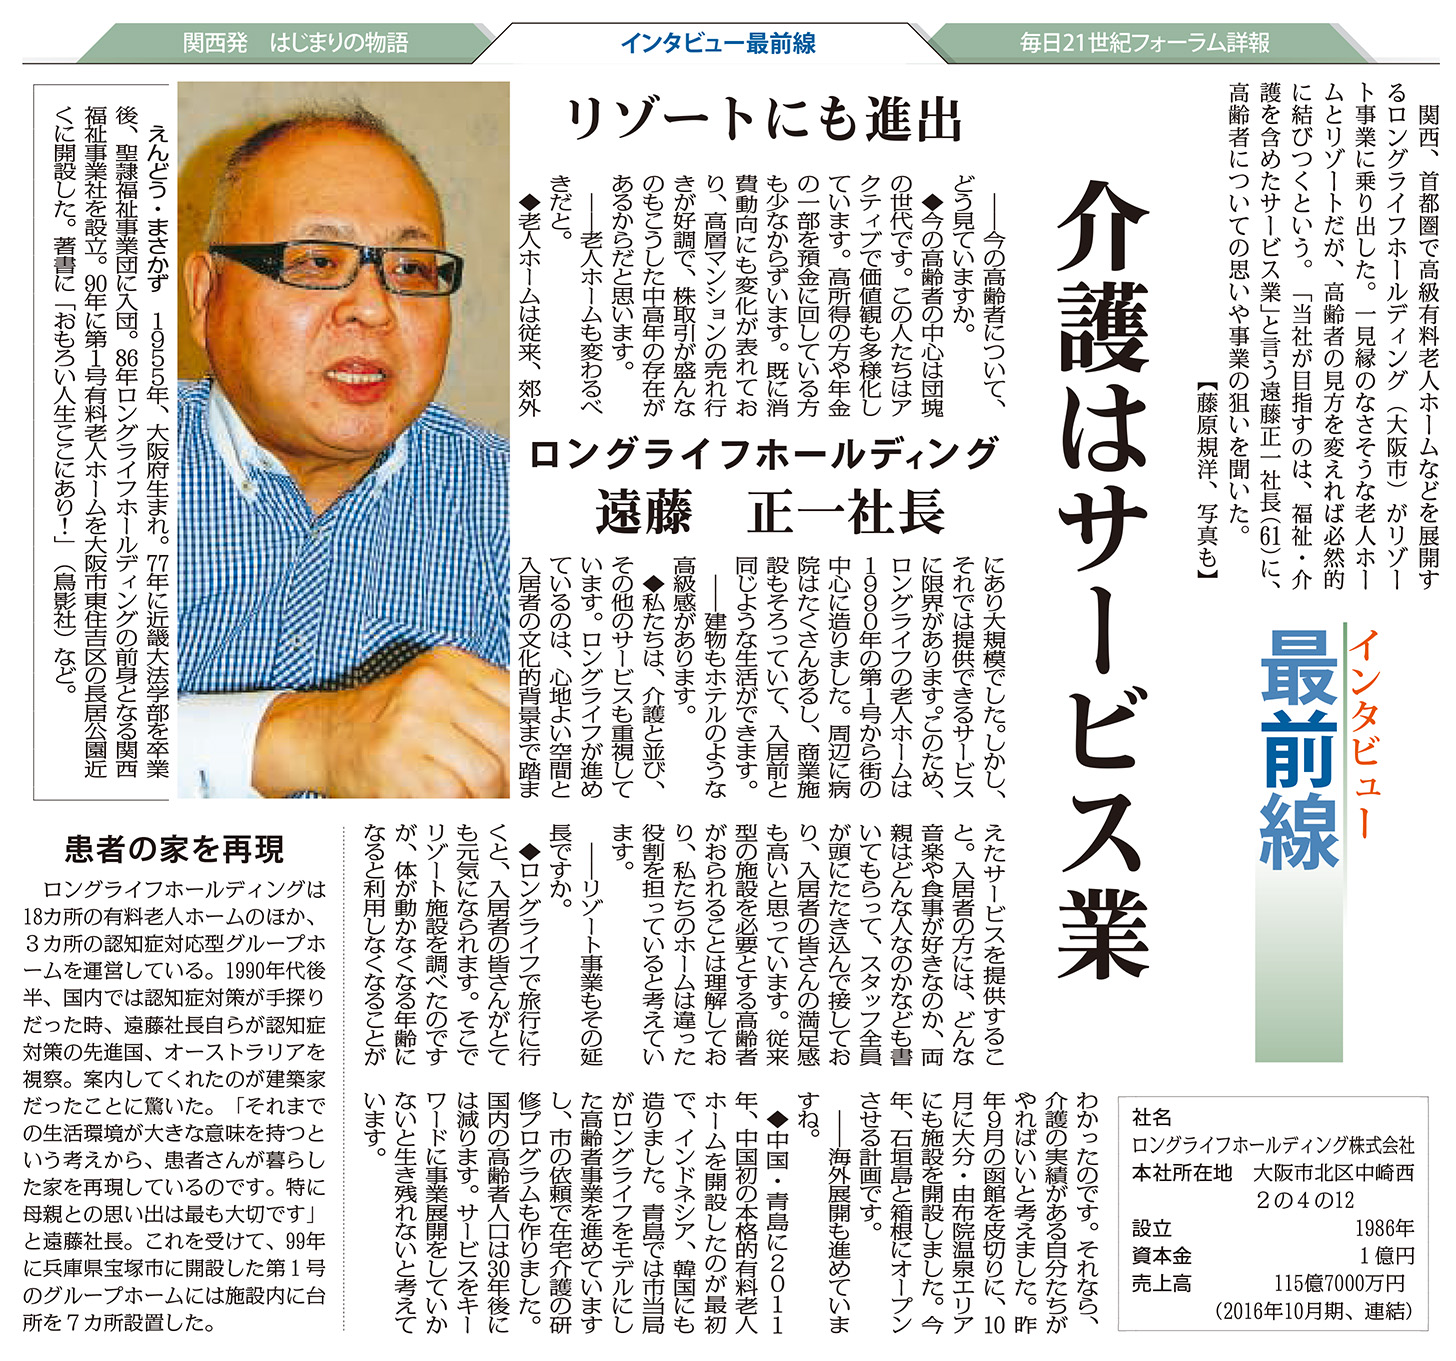 関西発　はじまりの物語
インタビュー最前線
毎日21世紀フォーラム詳報
関西、首都圏で高級有料老人ホームなどを展開す
るロングライフホールディング（大阪市）がリゾー
ト事業に乗り出した。一見縁のなさそうな老人ホー
ムとリゾートだが、高齢者の見方を変えれば必然的
に結びつくという。「当社が目指すのは、福祉・介
護を含めたサービス業」と言う遠藤正一社長（61）に、
高齢者についての思いや事業の狙いを聞いた。
【藤原規洋、写真も】
インタビュー
最前線
介護はサービス業
リゾートにも進出
ロングライフホールディング
遠藤　正一社長
――今の高齢者について、
どう見ていますか。
◆今の高齢者の中心は団塊
の世代です。この人たちはア
クティブで価値観も多様化し
ています。高所得の方や年金
の一部を預金に回している方
も少なからずいます。既に消
費動向にも変化が表れてお
り、高層マンションの売れ行
きが好調で、株取引が盛んな
のもこうした中高年の存在が
あるからだと思います。
――老人ホームも変わるべ
きだと。
◆老人ホームは従来、郊外
にあり大規模でした。しかし、
それでは提供できるサービス
に限界があります。このため、
ロングライフの老人ホームは
1990年の第1号から街の
中心に造りました。周辺に病
院はたくさんあるし、商業施
設もそろっていて、入居前と
同じような生活ができます。
――建物もホテルのような
高級感があります。
◆私たちは、介護と並び、
その他のサービスも重視して
います。ロングライフが進め
ているのは、心地よい空間と
入居者の文化的背景まで踏ま
えたサービスを提供するこ
と。入居者の方には、どんな
音楽や食事が好きなのか、両
親はどんな人なのかなども書
いてもらって、スタッフ全員
が頭にたたき込んで接してお
り、入居者の皆さんの満足感
も高いと思っています。従来
型の施設を必要とする高齢者
がおられることは理解してお
り、私たちのホームは違った
役割を担っていると考えてい
ます。
――リゾート事業もその延
長ですか。
◆ロングライフで旅行に行
くと、入居者の皆さんがとて
も元気になられます。そこで
リゾート施設を調べたのです
が、体が動かなくなる年齢に
なると利用しなくなることが
わかったのです。それなら、
介護の実績がある自分たちが
やればいいと考えました。昨
年9月の函館を皮切りに、10
月に大分・由布院温泉エリア
にも施設を開設しました。今
年、石垣島と箱根にオープン
させる計画です。
――海外展開も進めていま
すね。
◆中国・青島に2011
年、中国初の本格的有料老人
ホームを開設したのが最初
で、インドネシア、韓国にも
造りました。青島では市当局
がロングライフをモデルにし
た高齢者事業を進めています
し、市の依頼で在宅介護の研
修プログラムも作りました。
国内の高齢者人口は30年後に
は減ります。サービスをキー
ワードに事業展開をしていか
ないと生き残れないと考えて
います。
えんどう・まさかず　1955年、大阪府生まれ。77年に近畿大法学部を卒業
後、聖隷福祉事業団に入団。86年ロングライフホールディングの前身となる関西
福祉事業社を設立。90年に第1号有料老人ホームを大阪市東住吉区の長居公園近
くに開設した。著書に「おもろい人生ここにあり！」（鳥影社）など。
患者の家を再現
ロングライフホールディングは
18カ所の有料老人ホームのほか、
3カ所の認知症対応型グループホ
ームを運営している。1990年代後
半、国内では認知症対策が手探り
だった時、遠藤社長自らが認知症
対策の先進国、オーストラリアを
視察。案内してくれたのが建築家
だったことに驚いた。「それまで
の生活環境が大きな意味を持つと
いう考えから、患者さんが暮らし
た家を再現しているのです。特に
母親との思い出は最も大切です」
と遠藤社長。これを受けて、99年
に兵庫県宝塚市に開設した第1号
のグループホームには施設内に台
所を7カ所設置した。
社名
ロングライフホールディング株式会社
本社所在地　大阪市北区中崎西
2の4の12
設立　1986年
資本金　1億円
売上高　115億7000万円
（2016年10月期、連結）